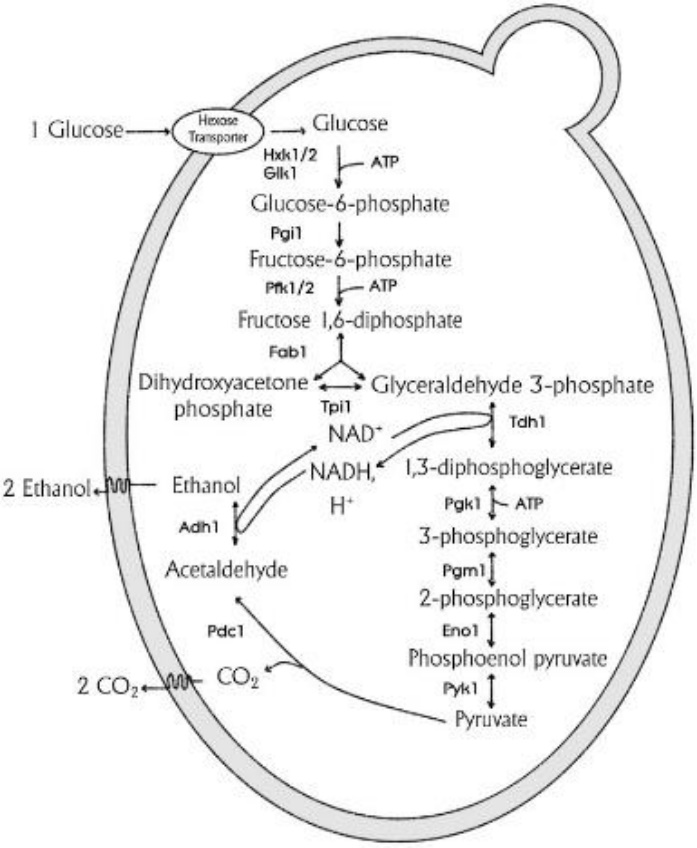 1 Glucose
Hexose
Transporter
Glucose
Hxk1/2
Glk1
ATP
Glucose-6-phosphate
Pgi1
Fructose-6-phosphate
Pfk1/2
ATP
Fructose 1,6-diphosphate
Fab1
Dihydroxyacetone
phosphate
Tpi1
Glyceraldehyde 3-phosphate
NAD⁺
Tdh1
NADH,
H⁺
1,3-diphosphoglycerate
2 Ethanol
Ethanol
Adh1
Pgk1
ATP
3-phosphoglycerate
Acetaldehyde
Pgm1
2-phosphoglycerate
Pdc1
Eno1
Phosphoenol pyruvate
2 CO₂
CO₂
Pyk1
Pyruvate